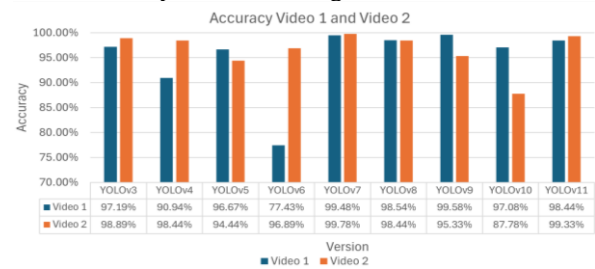 Accuracy Video 1 and Video 2
100.00%
95.00%
90.00%
85.00%
80.00%
75.00%
70.00%
Accuracy
YOLOv3 YOLOv4 YOLOv5 YOLOv6 YOLOv7 YOLOv8 YOLOv9 YOLOv10 YOLOv11
Video 1 97.19% 90.94% 96.67% 77.43% 99.48% 98.54% 99.58% 97.08% 98.44%
Video 2 98.89% 98.44% 94.44% 96.89% 99.78% 98.44% 95.33% 87.78% 99.33%
Version
Video 1 Video 2